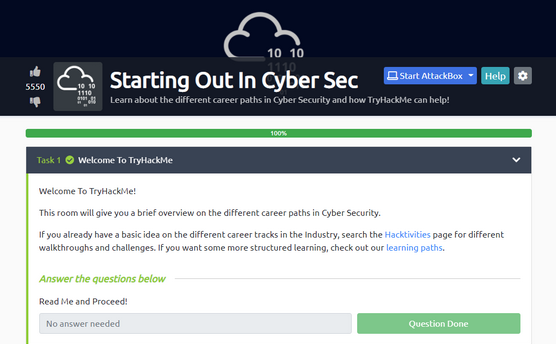 10 10
1110
10 10
1110
0101 01
01 010
5550
Starting Out In Cyber Sec
Start AttackBox
Help
Learn about the different career paths in Cyber Security and how TryHackMe can help!
100%
Task 1 Welcome To TryHackMe
Welcome To TryHackMe!
This room will give you a brief overview on the different career paths in Cyber Security.
If you already have a basic idea on the different career tracks in the Industry, search the Hacktivities page for different
walkthroughs and challenges. If you want some more structured learning, check out our learning paths.
Answer the questions below
Read Me and Proceed!
No answer needed
Question Done